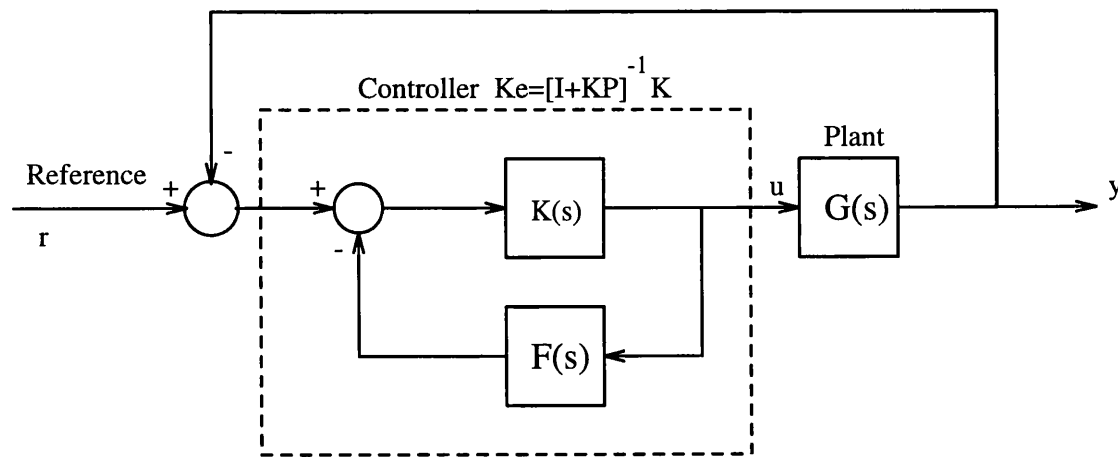 Controller Ke=[I+KP]^-1 K
Plant
Reference
-
+
+
K(s)
u
G(s)
y
r
-
F(s)